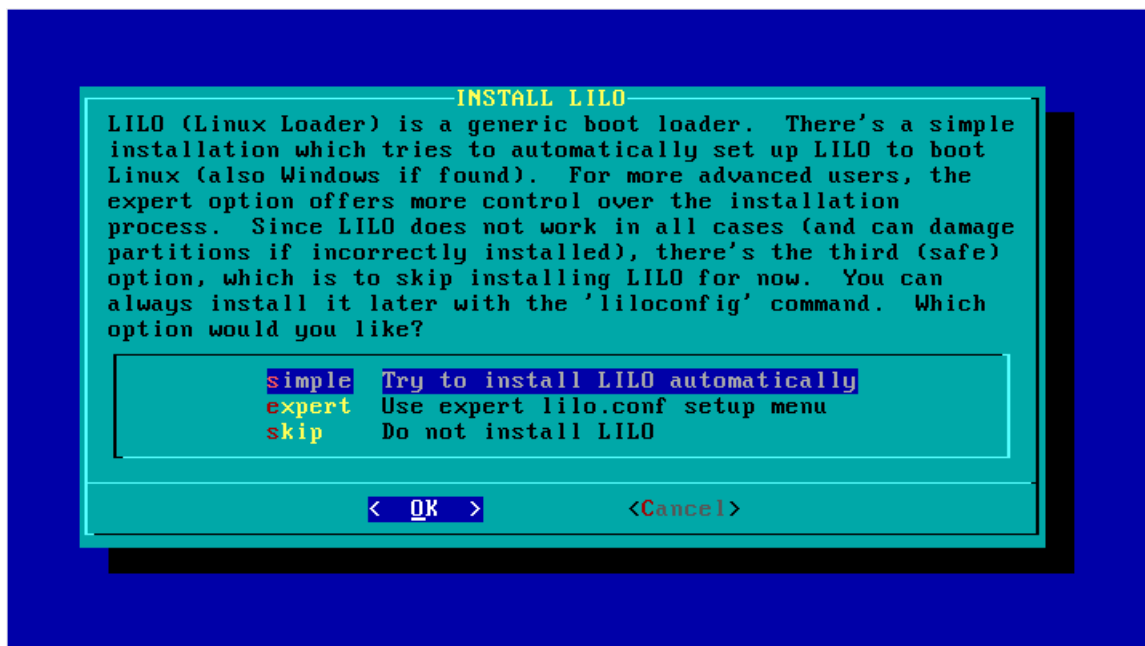 INSTALL LILO
LILO (Linux Loader) is a generic boot loader.  There's a simple
installation which tries to automatically set up LILO to boot
Linux (also Windows if found).  For more advanced users, the
expert option offers more control over the installation
process.  Since LILO does not work in all cases (and can damage
partitions if incorrectly installed), there's the third (safe)
option, which is to skip installing LILO for now.  You can
always install it later with the 'liloconfig' command.  Which
option would you like?
simple  Try to install LILO automatically
expert  Use expert lilo.conf setup menu
skip    Do not install LILO
<  OK  >          <Cancel>